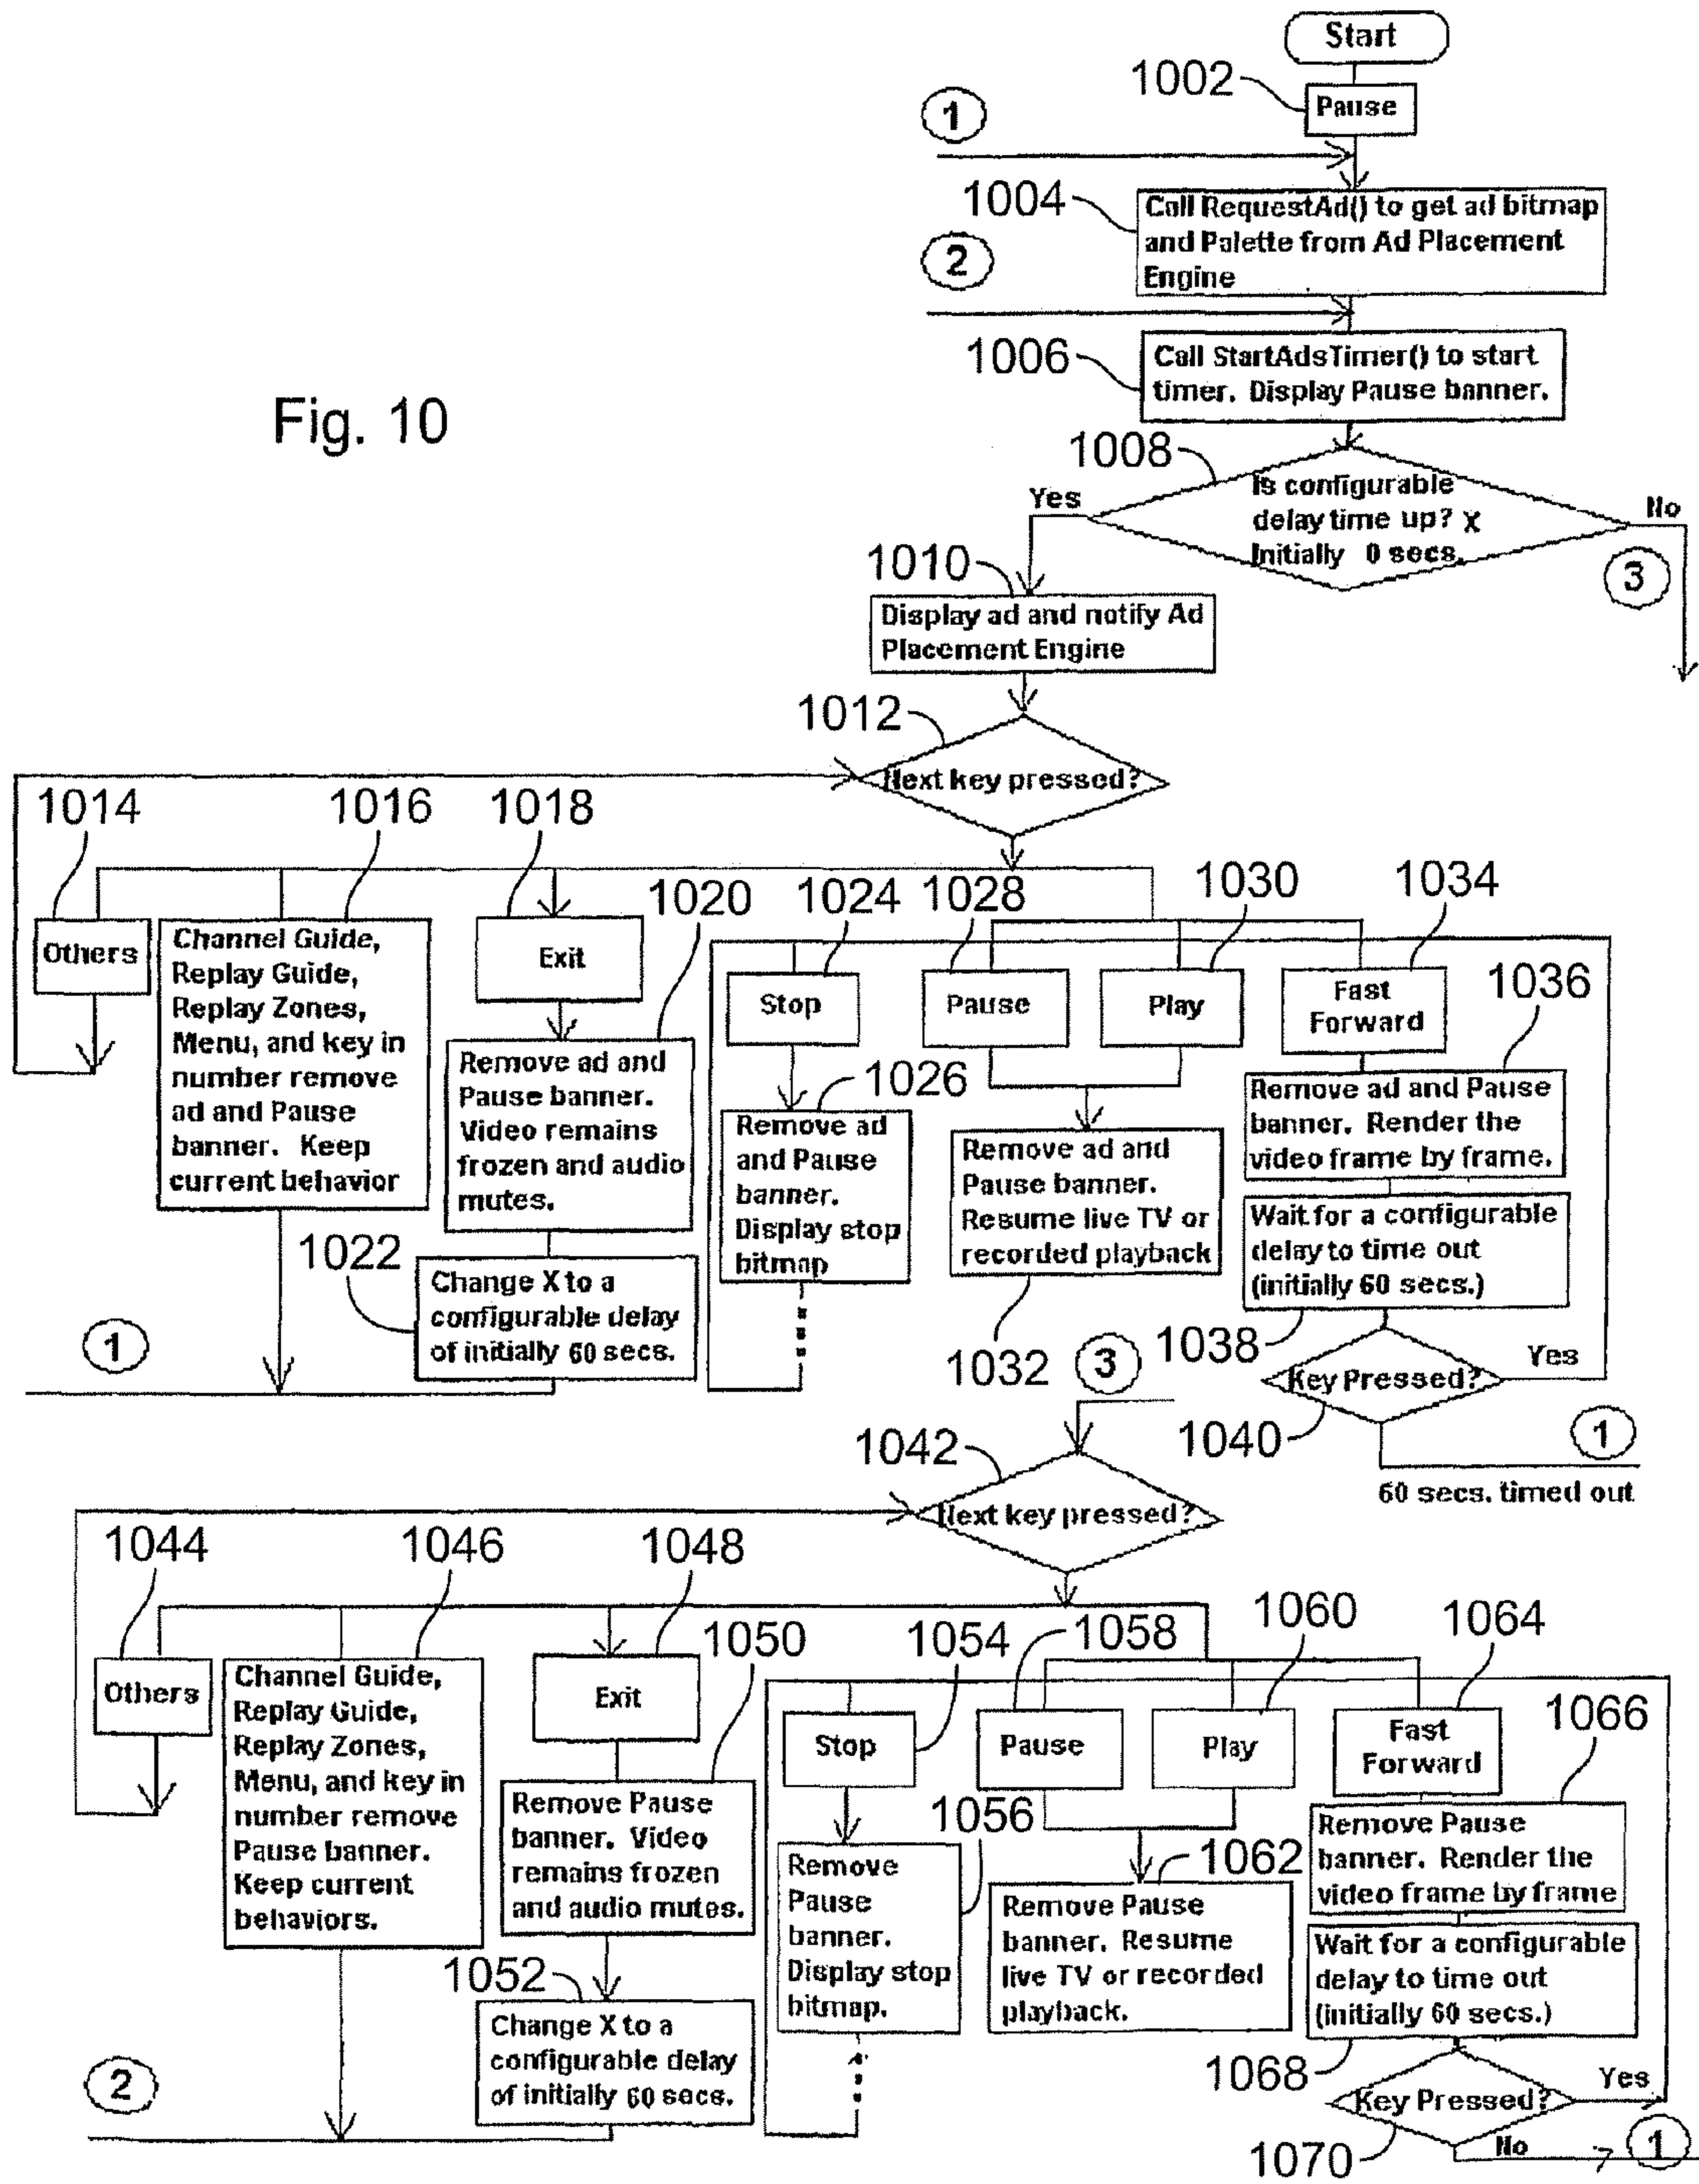 Start
1002
Pause
1
1004
Call RequestAd() to get ad bitmap
and Palette from Ad Placement
Engine
2
1006
Call StartAdsTimer() to start
timer. Display Pause banner.
Fig. 10
1008
Is configurable
delay time up? X
Initially 0 secs.
Yes
No
3
1010
Display ad and notify Ad
Placement Engine
1012
Next key pressed?
1014
1016
1018
1020
1024
1028
1030
1034
Others
Channel Guide,
Replay Guide,
Replay Zones,
Menu, and key in
number remove
ad and Pause
banner. Keep
current behavior
Exit
Remove ad and
Pause banner.
Video remains
frozen and audio
mutes.
1022
Change X to a
configurable delay
of initially 60 secs.
1
Stop
1026
Remove ad
and Pause
banner.
Display stop
bitmap
Pause
Play
Remove ad and
Pause banner.
Resume live TV or
recorded playback
1032
Fast
Forward
1036
Remove ad and Pause
banner. Render the
video frame by frame.
Wait for a configurable
delay to time out
(initially 60 secs.)
1038
Key Pressed?
Yes
1040
1
60 secs. timed out
3
1042
Next key pressed?
1044
1046
1048
1050
1054
1058
1060
1064
Others
Channel Guide,
Replay Guide,
Replay Zones,
Menu, and key in
number remove
Pause banner.
Keep current
behaviors.
Exit
Remove Pause
banner. Video
remains frozen
and audio mutes.
1052
Change X to a
configurable delay
of initially 60 secs.
2
Stop
1056
Remove
Pause
banner.
Display stop
bitmap.
Pause
Play
1062
Remove Pause
banner. Resume
live TV or recorded
playback.
Fast
Forward
1066
Remove Pause
banner. Render the
video frame by frame
Wait for a configurable
delay to time out
(initially 60 secs.)
1068
Key Pressed?
Yes
1070
No
1